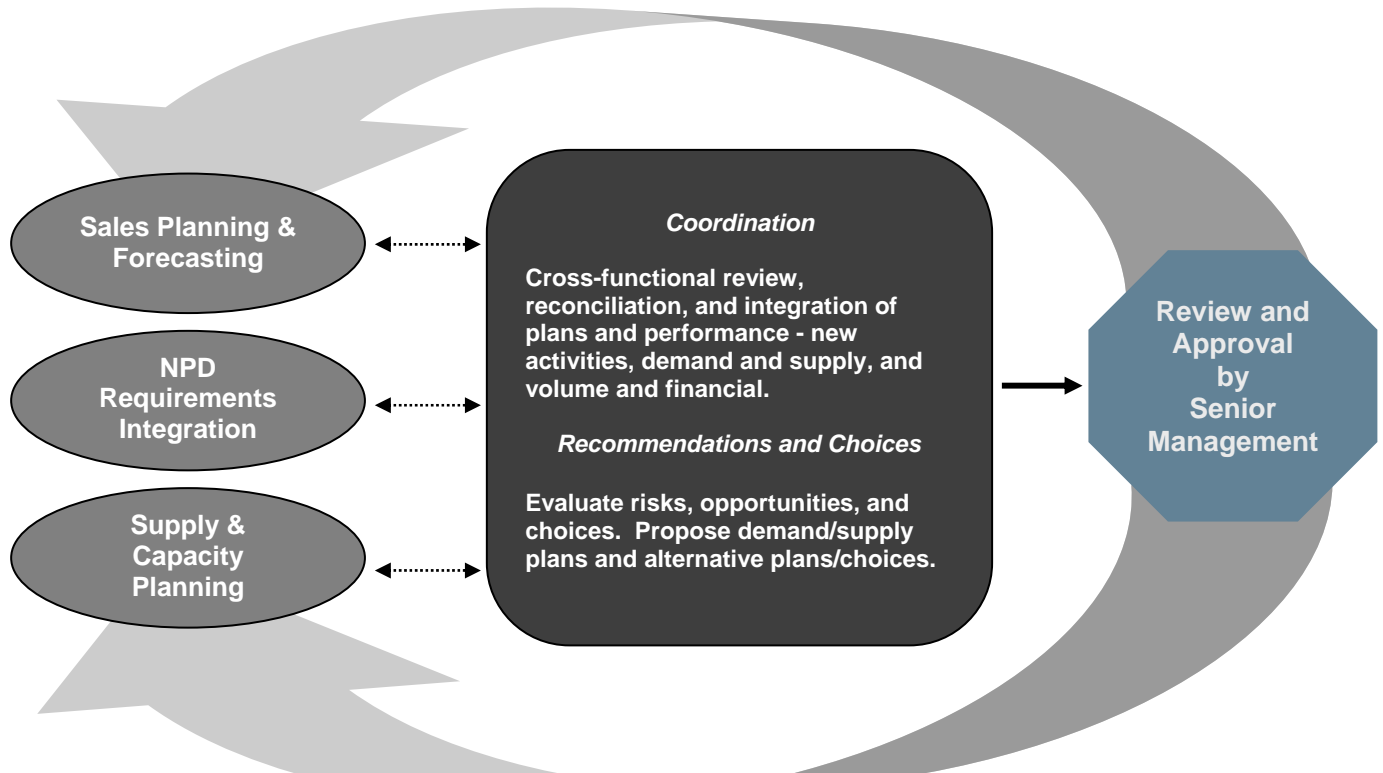 Sales Planning &
Forecasting
NPD
Requirements
Integration
Supply &
Capacity
Planning
Coordination
Cross-functional review,
reconciliation, and integration of
plans and performance - new
activities, demand and supply, and
volume and financial.
Recommendations and Choices
Evaluate risks, opportunities, and
choices.  Propose demand/supply
plans and alternative plans/choices.
Review and
Approval
by
Senior
Management